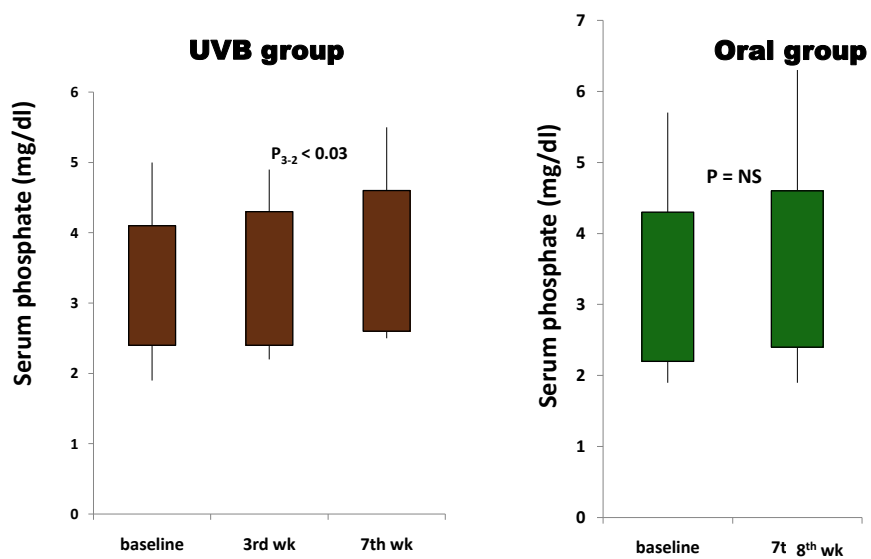 UVB group
Serum phosphate (mg/dl)
6
5
4
3
2
1
0
P3-2 < 0.03
baseline 3rd wk 7th wk
Oral group
Serum phosphate (mg/dl)
7
6
5
4
3
2
1
0
P = NS
baseline 7t 8th wk